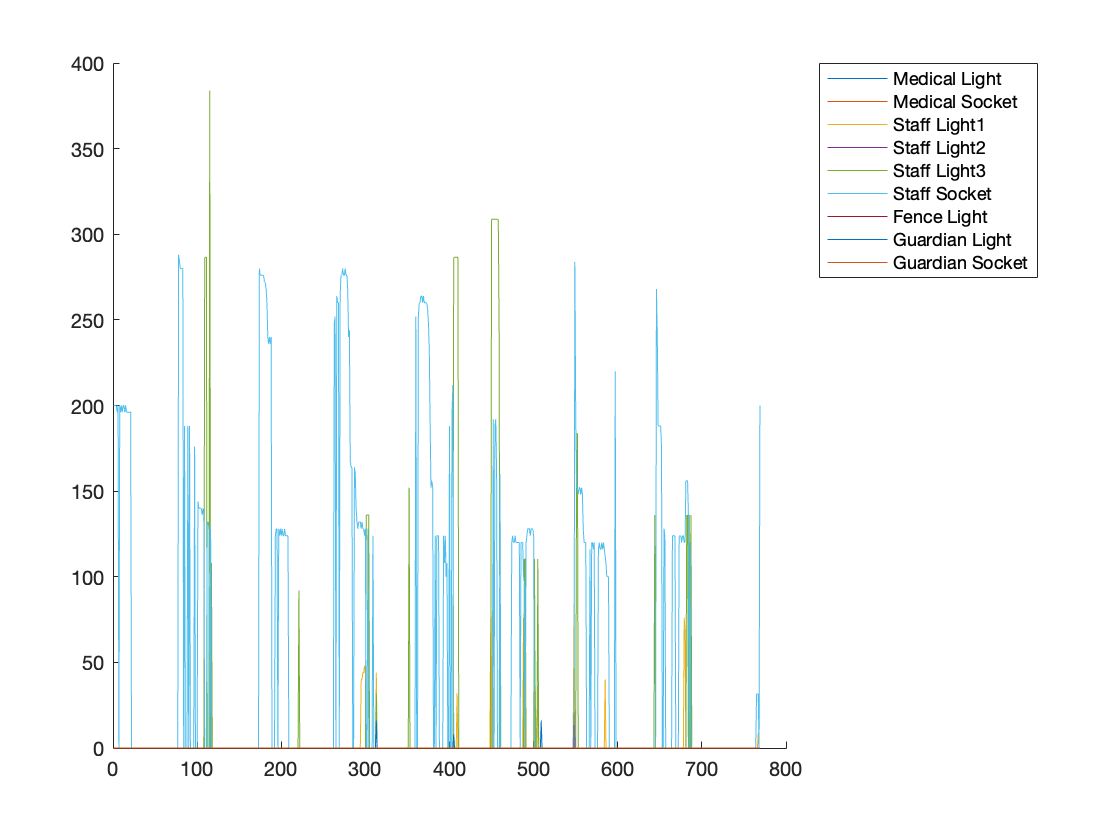 400
350
300
250
200
150
100
50
0
0 100 200 300 400 500 600 700 800
Medical Light
Medical Socket
Staff Light1
Staff Light2
Staff Light3
Staff Socket
Fence Light
Guardian Light
Guardian Socket